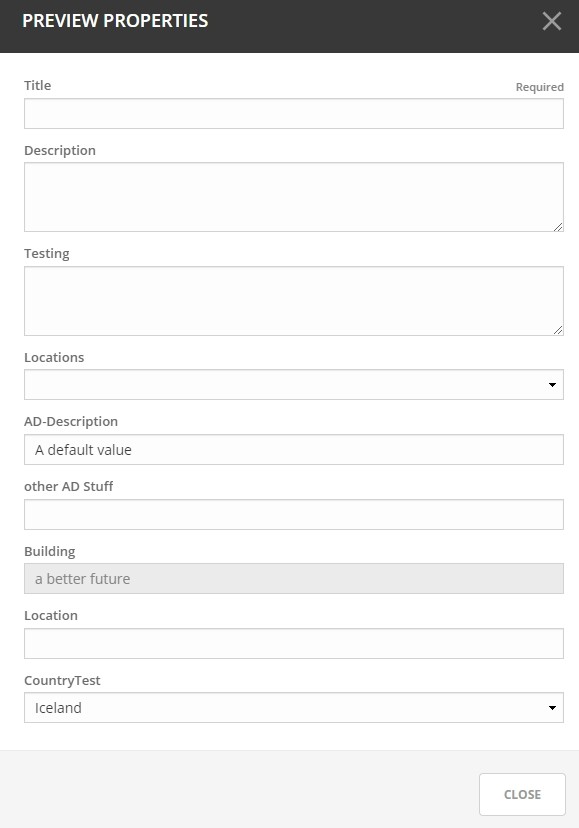 PREVIEW PROPERTIES
Title
Required
Description
Testing
Locations
AD-Description
A default value
other AD Stuff
Building
a better future
Location
CountryTest
Iceland
CLOSE